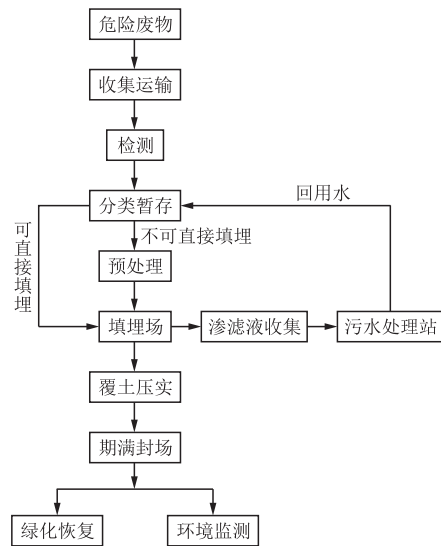 危险废物
收集运输
检测
分类暂存
回用水
可直接填埋
不可直接填埋
预处理
填埋场
渗滤液收集
污水处理站
覆土压实
期满封场
绿化恢复
环境监测